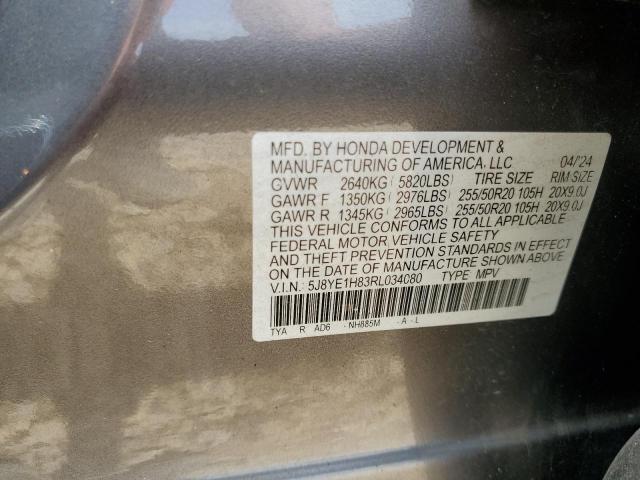 MFD. BY HONDA DEVELOPMENT &
MANUFACTURING OF AMERICA, LLC 04/'24
GVWR 2640KG( 5820LBS) TIRE SIZE RIM SIZE
GAWR F 1350KG( 2976LBS) 255/50R20 105H 20X9.0J
GAWR R 1345KG( 2965LBS) 255/50R20 105H 20X9.0J
THIS VEHICLE CONFORMS TO ALL APPLICABLE
FEDERAL MOTOR VEHICLE SAFETY
AND THEFT PREVENTION STANDARDS IN EFFECT
ON THE DATE OF MANUFACTURE SHOWN ABOVE.
V.I.N.: 5J8YE1H83RL034080 TYPE MPV
TYA R AD6 -NH885M -A -L